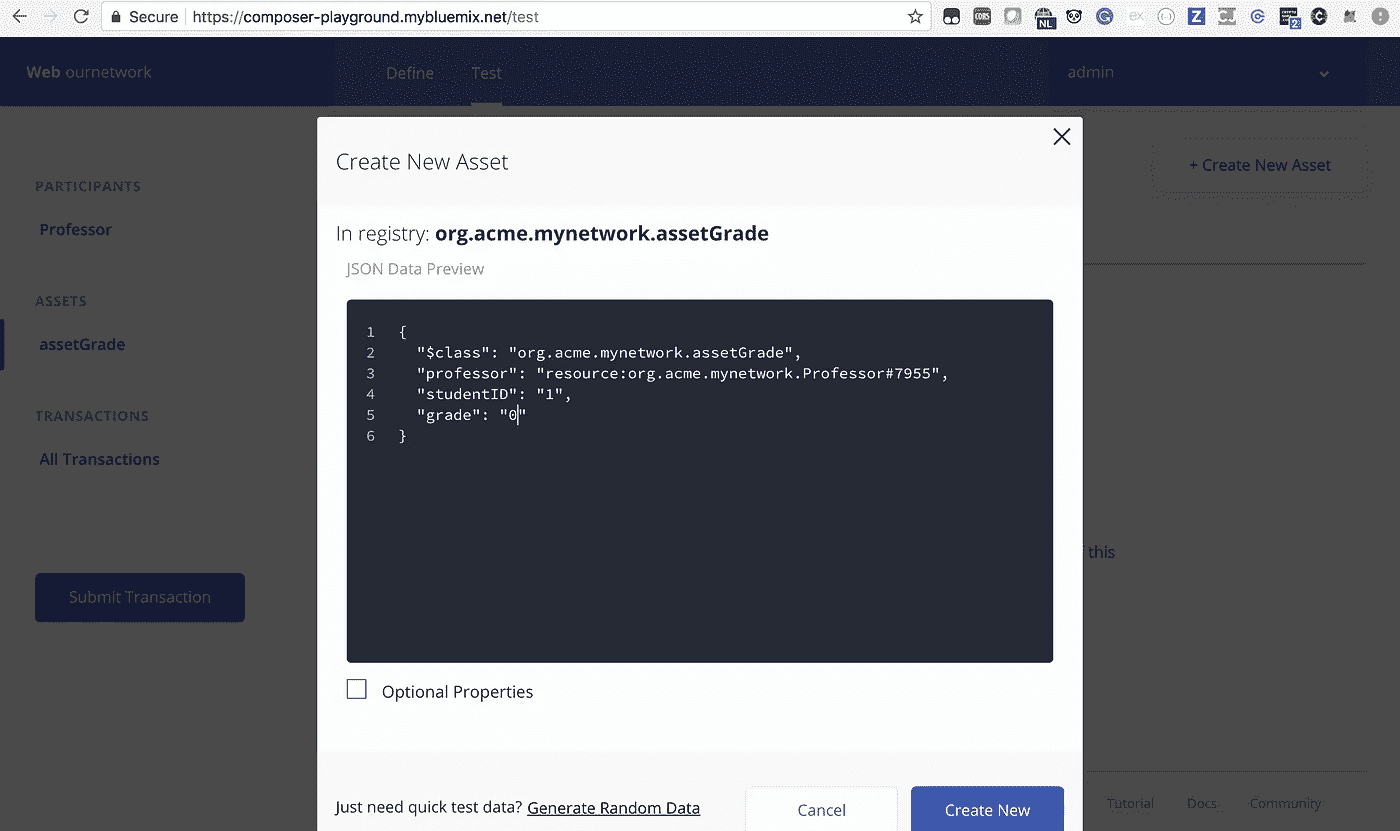 Secure https://composer-playground.mybluemix.net/test
NL
2
Web ournetwork Define Test admin
Create New Asset
+ Create New Asset
PARTICIPANTS
Professor
In registry: org.acme.mynetwork.assetGrade
JSON Data Preview
ASSETS
assetGrade
1 {
2 "$class": "org.acme.mynetwork.assetGrade",
3 "professor": "resource:org.acme.mynetwork.Professor#7955",
4 "studentID": "1",
5 "grade": "0"
6 }
TRANSACTIONS
All Transactions
this
Submit Transaction
Optional Properties
Just need quick test data? Generate Random Data Cancel Create New
Tutorial Docs Community